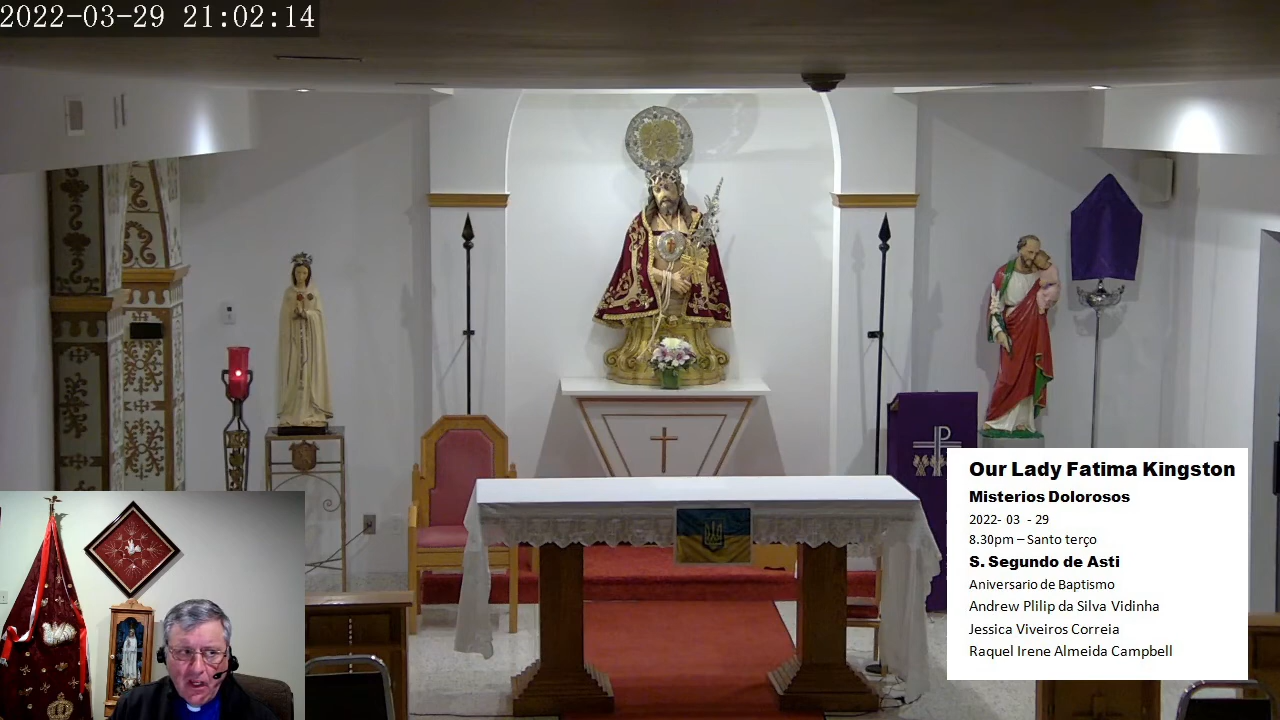 2022-03-29 21:02:14
Our Lady Fatima Kingston
Misterios Dolorosos
2022- 03 - 29
8.30pm – Santo terço
S. Segundo de Asti
Aniversario de Baptismo
Andrew Plilip da Silva Vidinha
Jessica Viveiros Correia
Raquel Irene Almeida Campbell